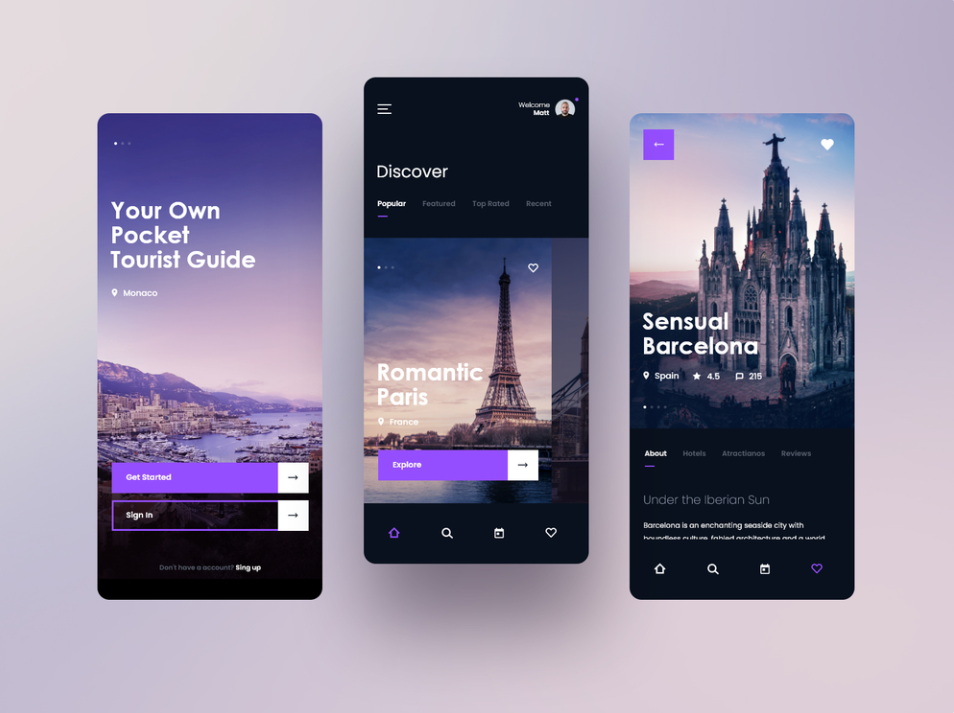 Your Own
Pocket
Tourist Guide
Monaco
Get Started
Sign In
Don't have a account? Sing up
Welcome
Matt
Discover
Popular Featured Top Rated Recent
Romantic
Paris
France
Explore
Sensual
Barcelona
Spain 4.5 215
About Hotels Atractianos Reviews
Under the Iberian Sun
Barcelona is an enchanting seaside city with
boundless culture, fabled architecture and a world